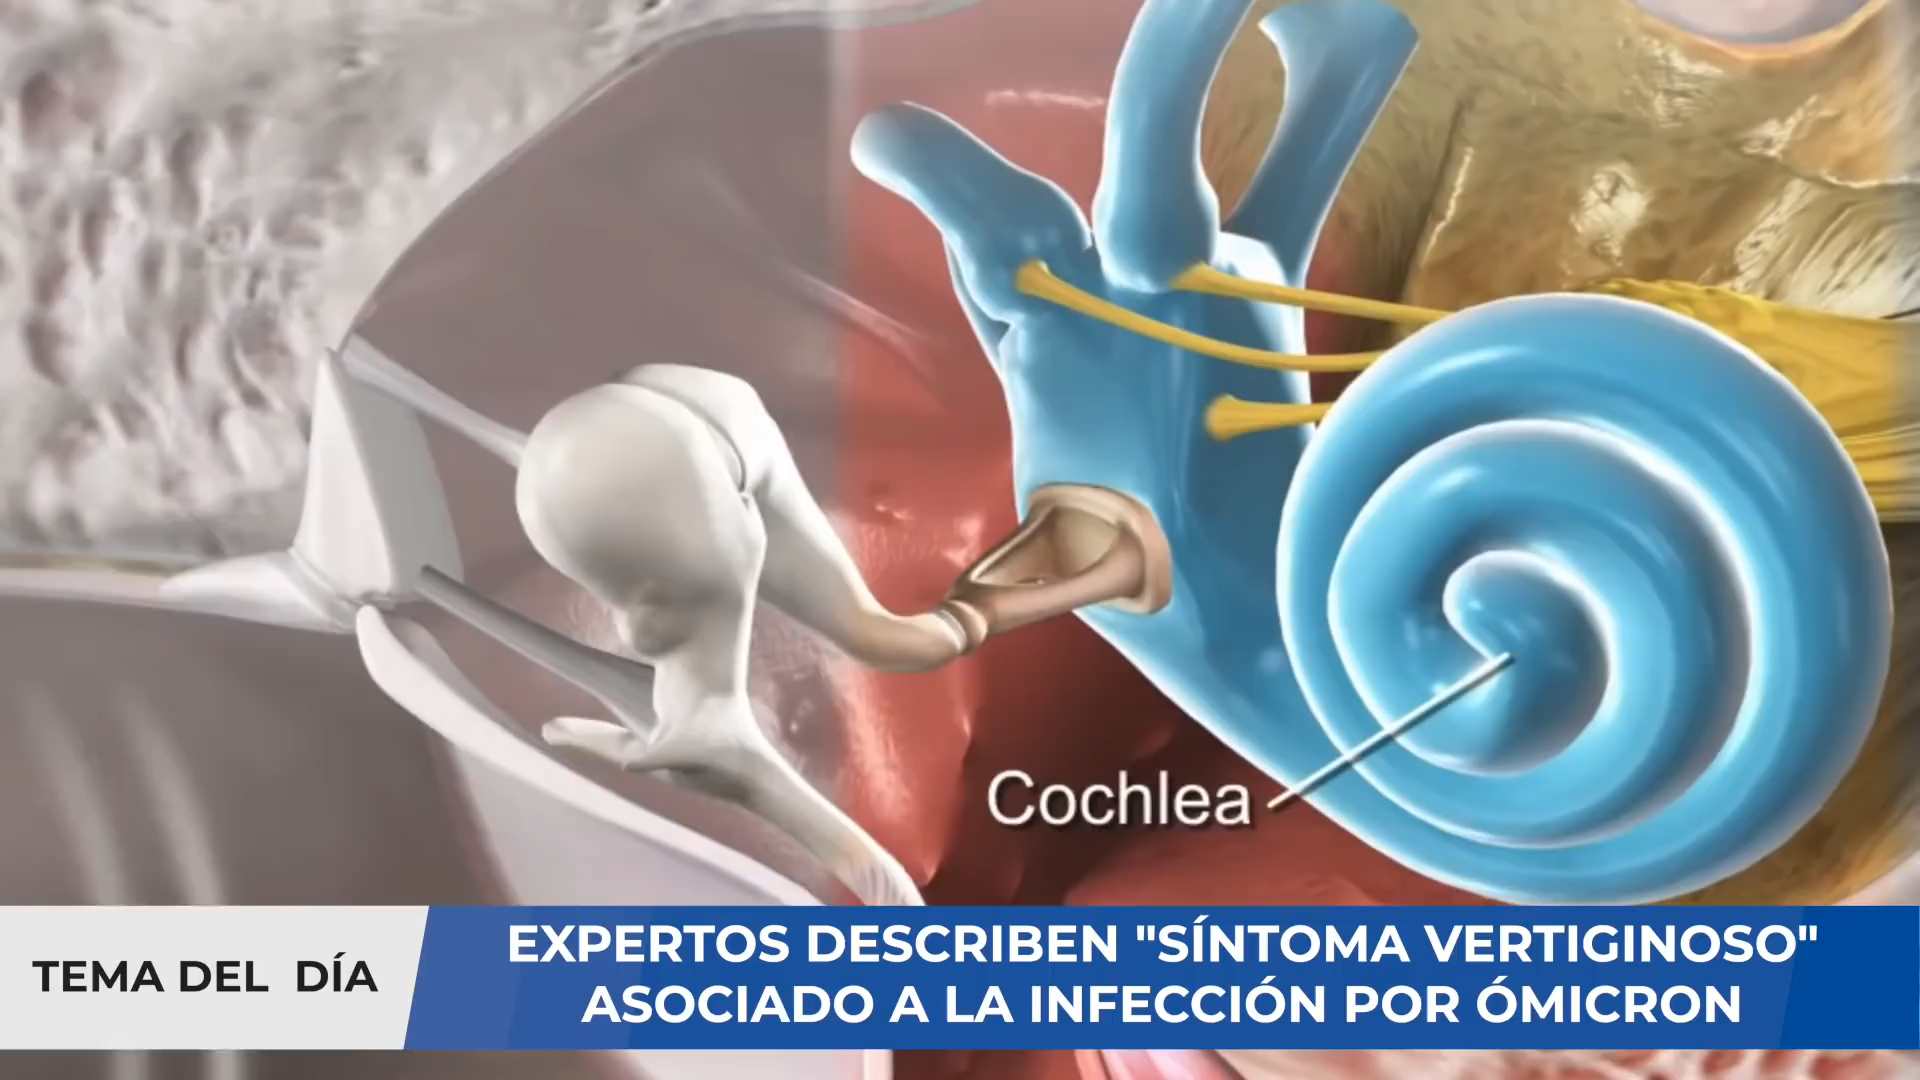 Cochlea
TEMA DEL DÍA
EXPERTOS DESCRIBEN "SÍNTOMA VERTIGINOSO"
ASOCIADO A LA INFECCIÓN POR ÓMICRON